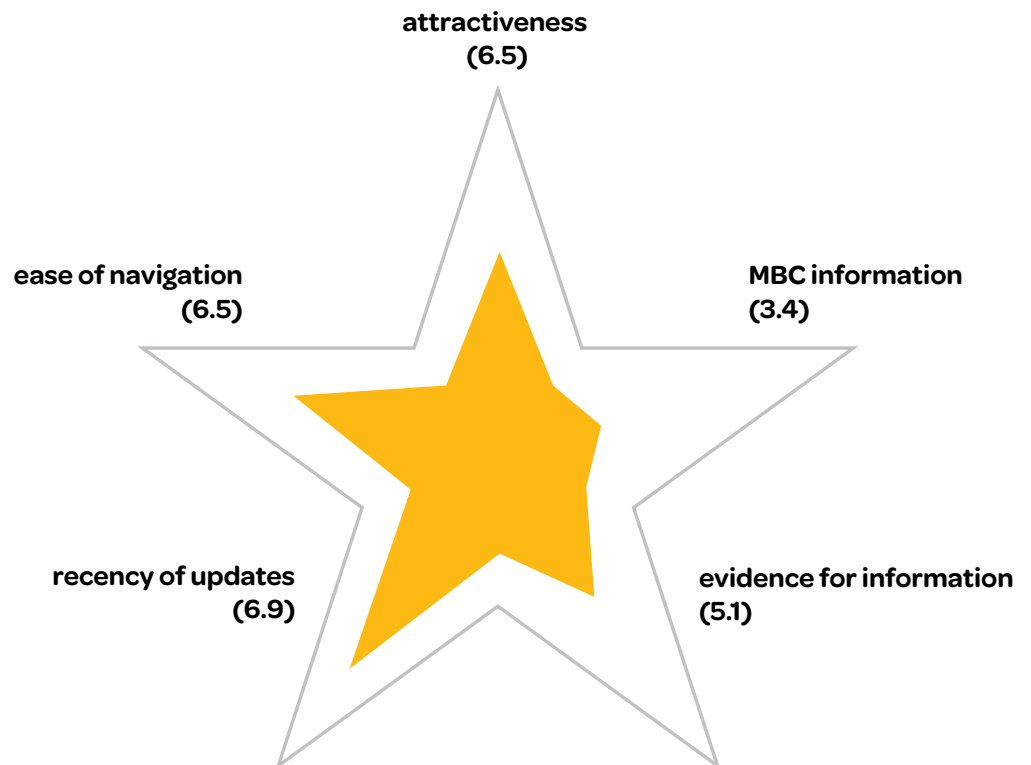 attractiveness
(6.5)
ease of navigation
(6.5)
MBC information
(3.4)
recency of updates
(6.9)
evidence for information
(5.1)